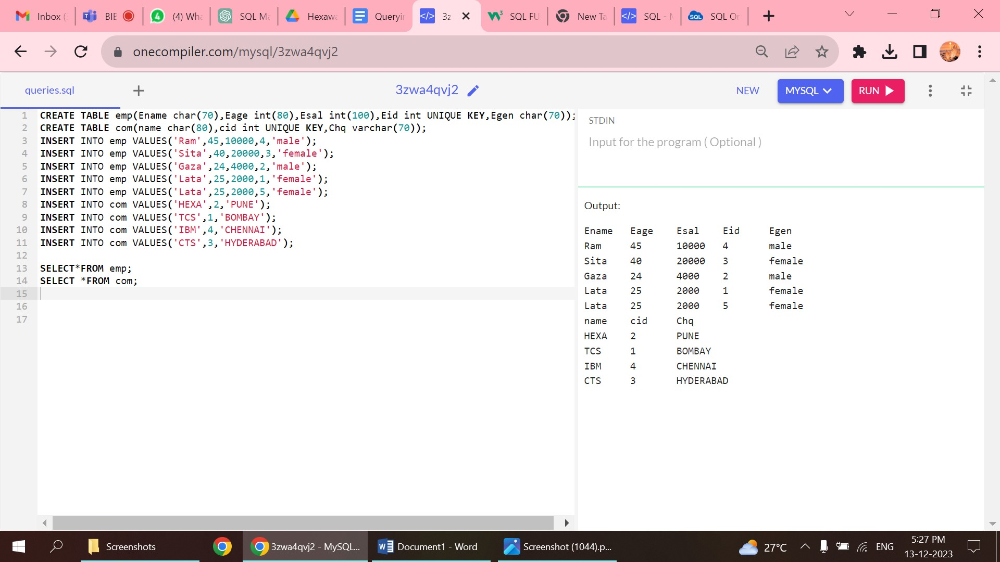 Inbox (
BIE
(4) Wha
SQL Ma
Hexawa
Queryin
3z
SQL FU
New Ta
SQL - M
SQL On
onecompiler.com/mysql/3zwa4qvj2
queries.sql
3zwa4qvj2
NEW
MYSQL
RUN
1 CREATE TABLE emp(Ename char(70),Eage int(80),Esal int(100),Eid int UNIQUE KEY,Egen char(70));
2 CREATE TABLE com(name char(80),cid int UNIQUE KEY,Chq varchar(70));
3 INSERT INTO emp VALUES('Ram',45,10000,4,'male');
4 INSERT INTO emp VALUES('Sita',40,20000,3,'female');
5 INSERT INTO emp VALUES('Gaza',24,4000,2,'male');
6 INSERT INTO emp VALUES('Lata',25,2000,1,'female');
7 INSERT INTO emp VALUES('Lata',25,2000,5,'female');
8 INSERT INTO com VALUES('HEXA',2,'PUNE');
9 INSERT INTO com VALUES('TCS',1,'BOMBAY');
10 INSERT INTO com VALUES('IBM',4,'CHENNAI');
11 INSERT INTO com VALUES('CTS',3,'HYDERABAD');
12
13 SELECT*FROM emp;
14 SELECT *FROM com;
15
16
17
STDIN
Input for the program ( Optional )
Output:
Ename Eage Esal Eid Egen
Ram 45 10000 4 male
Sita 40 20000 3 female
Gaza 24 4000 2 male
Lata 25 2000 1 female
Lata 25 2000 5 female
name cid Chq
HEXA 2 PUNE
TCS 1 BOMBAY
IBM 4 CHENNAI
CTS 3 HYDERABAD
Screenshots
3zwa4qvj2 - MySQL...
Document1 - Word
Screenshot (1044).p...
27°C
ENG
5:27 PM
13-12-2023